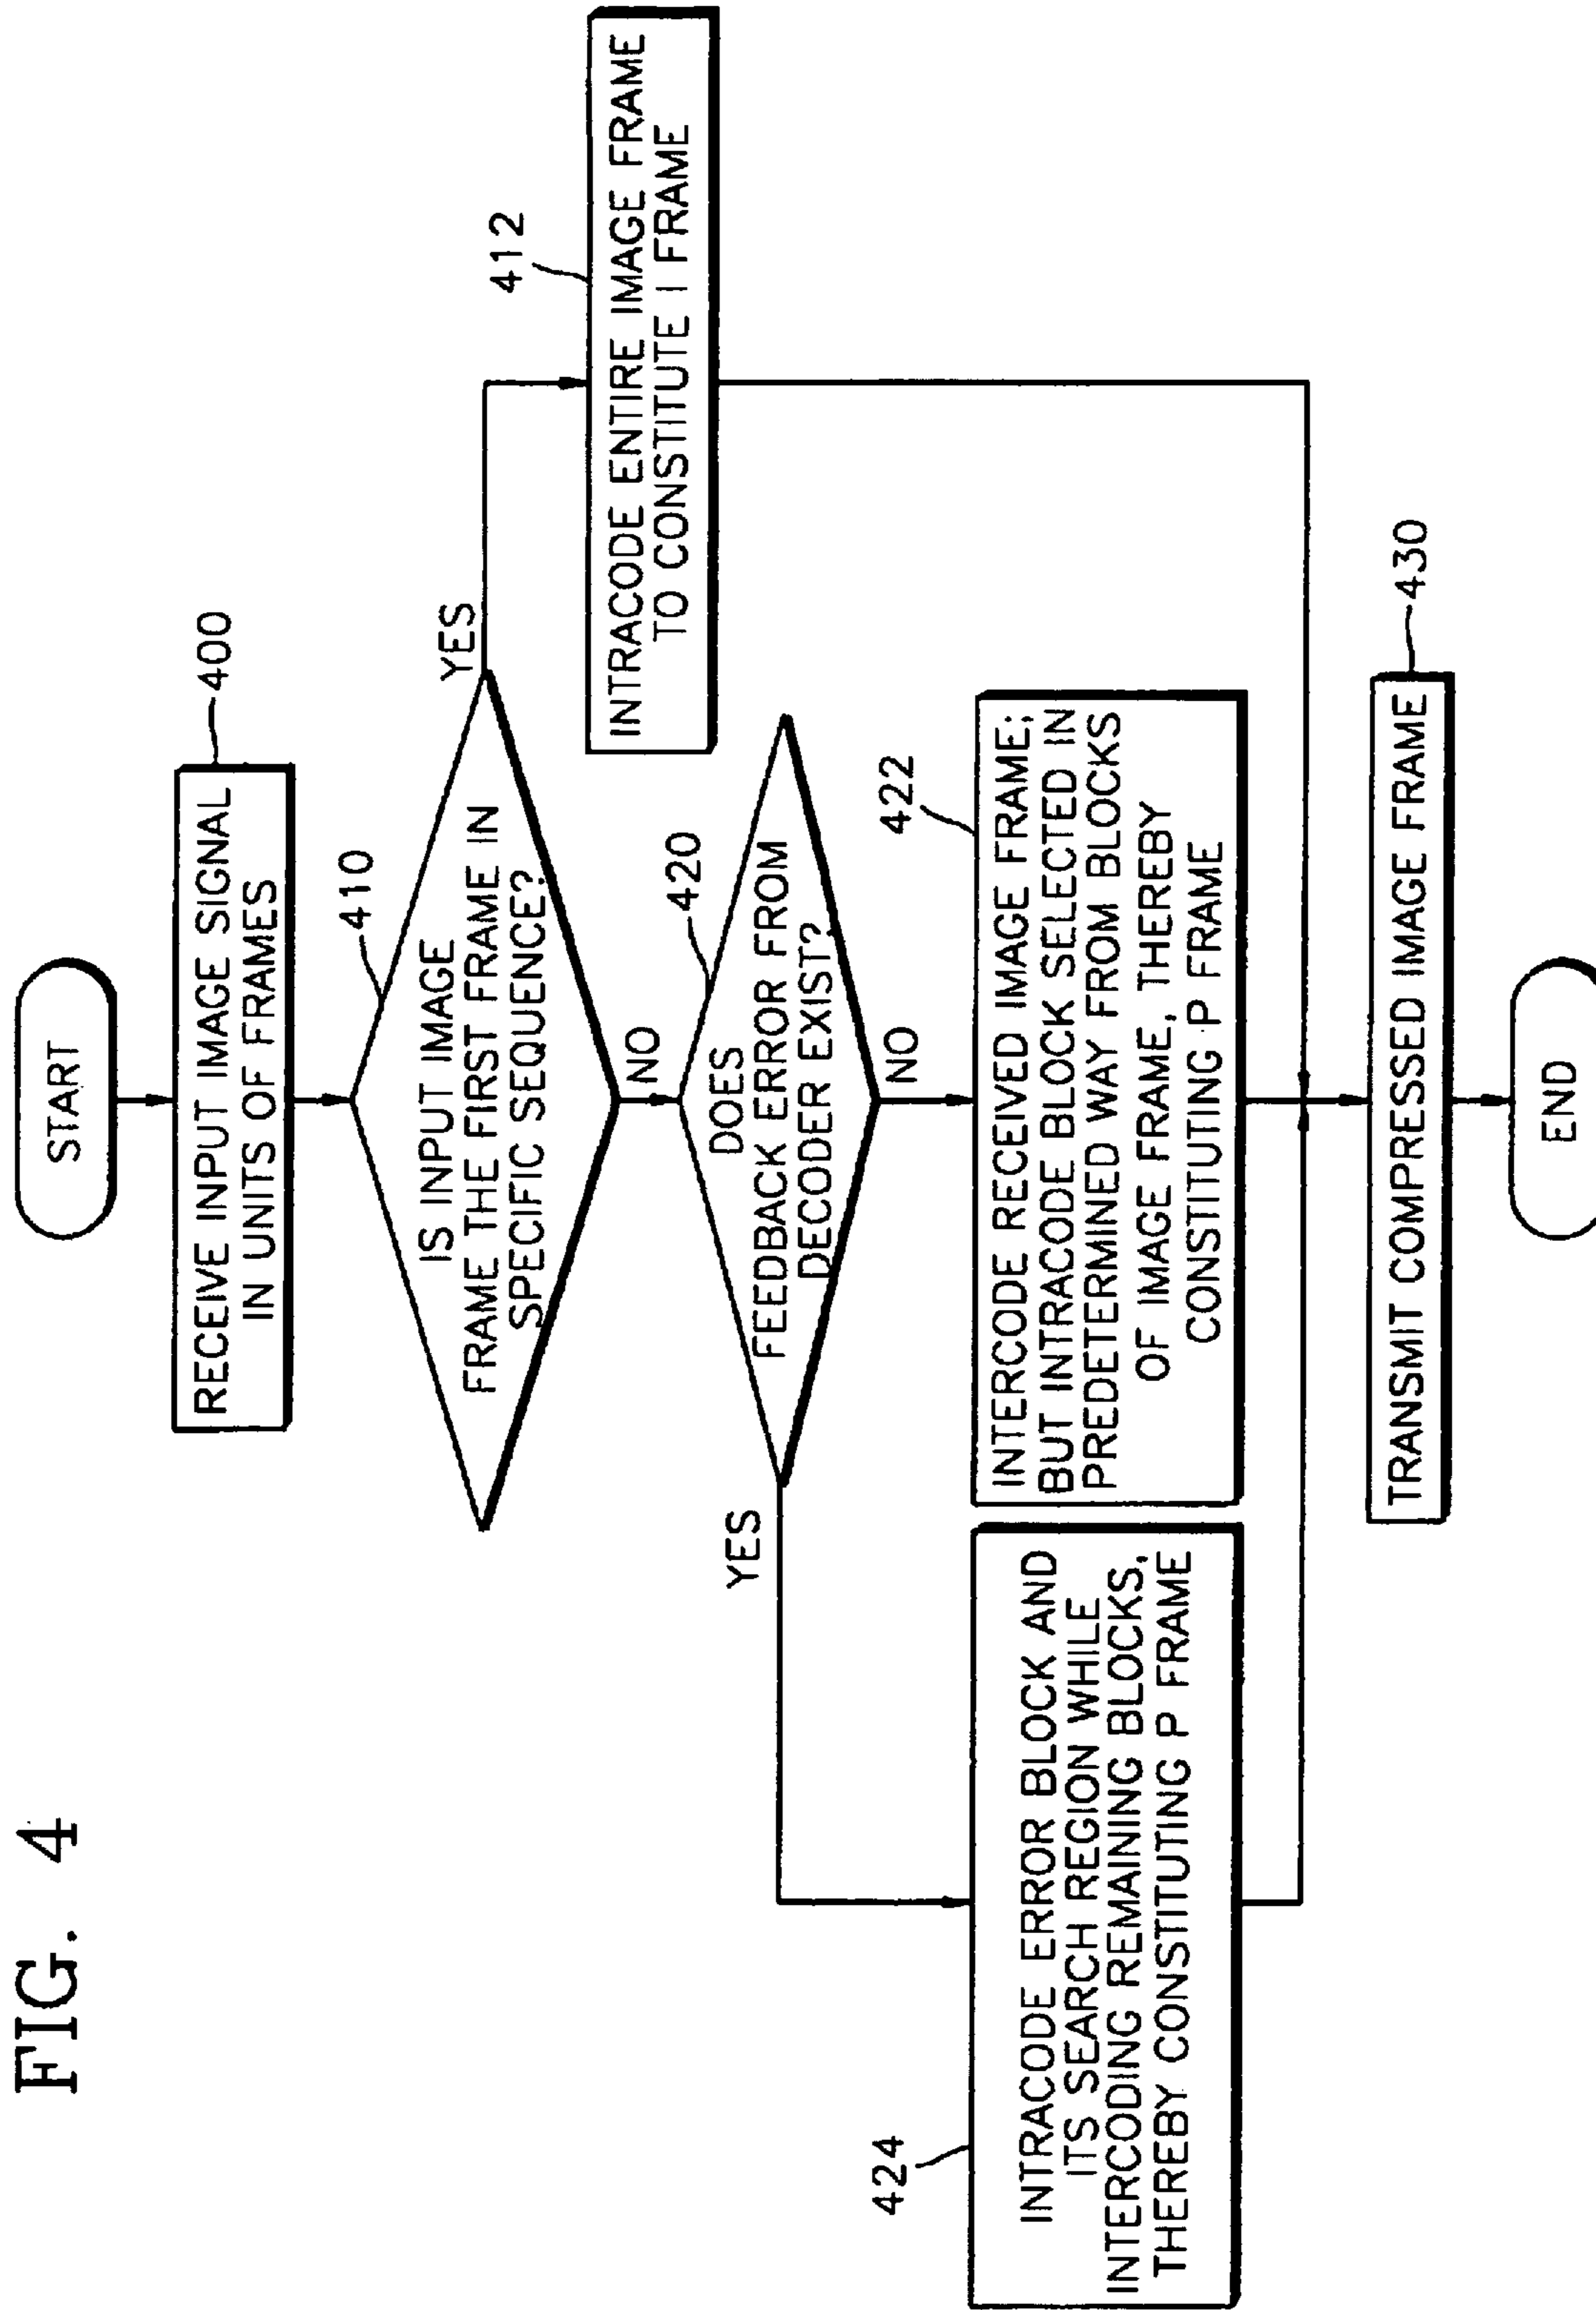 FIG. 4
START
RECEIVE INPUT IMAGE SIGNAL
IN UNITS OF FRAMES
400
410
IS INPUT IMAGE
FRAME THE FIRST FRAME IN
SPECIFIC SEQUENCE?
YES
NO
412
INTRACODE ENTIRE IMAGE FRAME
TO CONSTITUTE I FRAME
420
DOES
FEEDBACK ERROR FROM
DECODER EXIST?
YES
NO
424
INTRACODE ERROR BLOCK AND
ITS SEARCH REGION WHILE
INTERCODING REMAINING BLOCKS,
THEREBY CONSTITUTING P FRAME
422
INTERCODE RECEIVED IMAGE FRAME;
BUT INTRACODE BLOCK SELECTED IN
PREDETERMINED WAY FROM BLOCKS
OF IMAGE FRAME, THEREBY
CONSTITUTING P FRAME
TRANSMIT COMPRESSED IMAGE FRAME
430
END